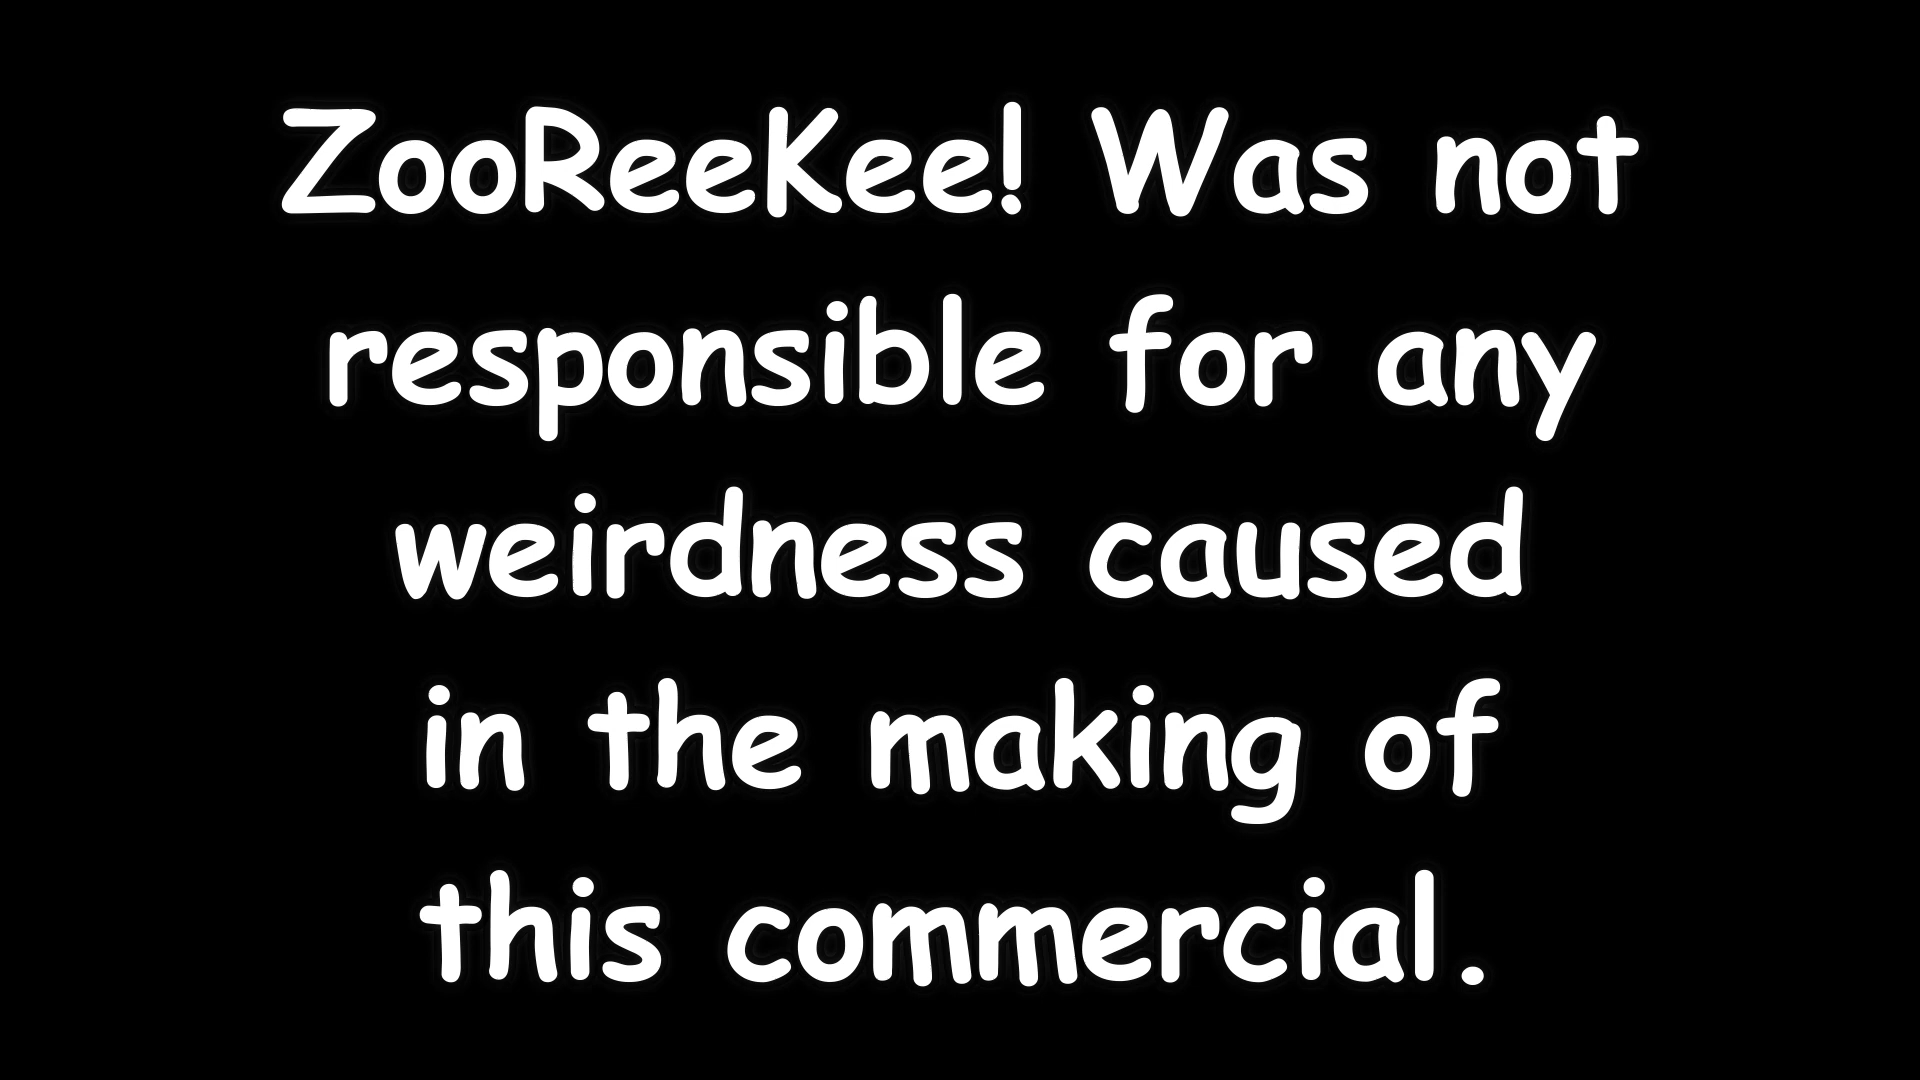 ZooReeKee! Was not
responsible for any
weirdness caused
in the making of
this commercial.